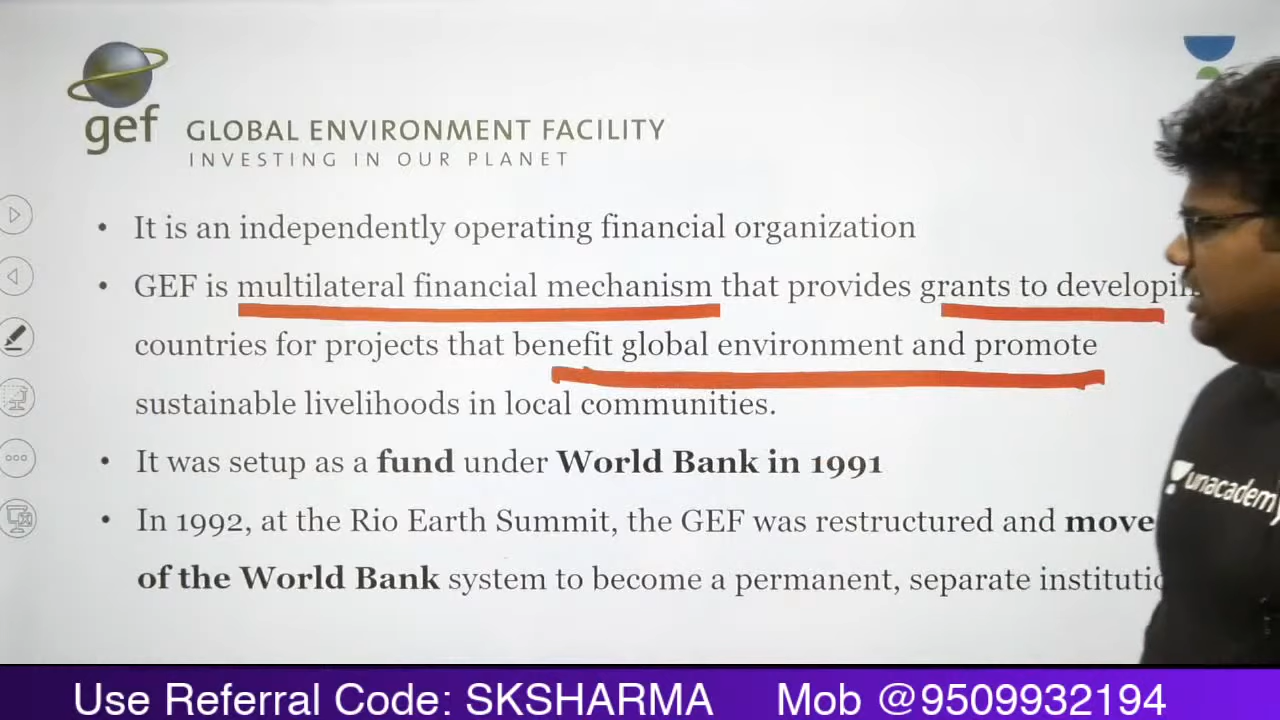 gef GLOBAL ENVIRONMENT FACILITY
INVESTING IN OUR PLANET
• It is an independently operating financial organization
• GEF is multilateral financial mechanism that provides grants to developin
countries for projects that benefit global environment and promote
sustainable livelihoods in local communities.
• It was setup as a fund under World Bank in 1991
• In 1992, at the Rio Earth Summit, the GEF was restructured and move
of the World Bank system to become a permanent, separate institutio
unacademy
Use Referral Code: SKSHARMA Mob @9509932194